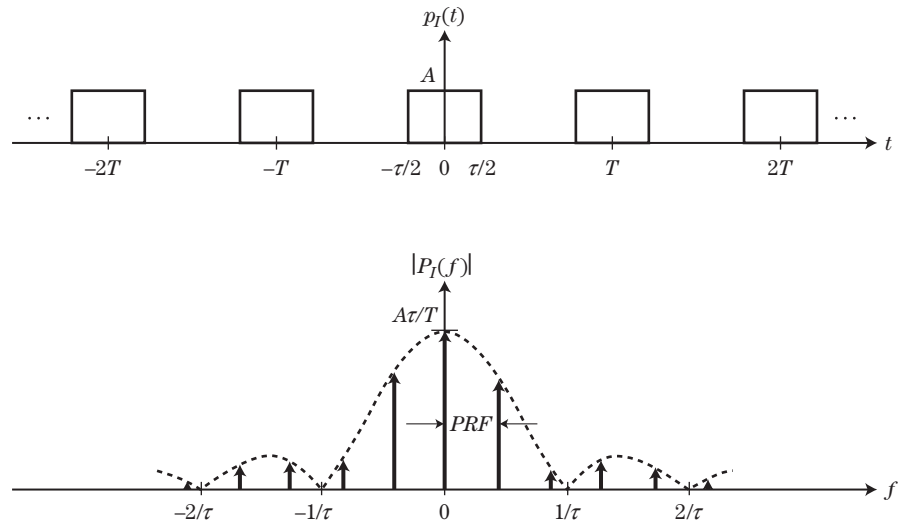 p_I(t)
A
… …
t
–2T –T –τ/2 0 τ/2 T 2T
|P_I(f)|
Aτ/T
PRF
f
–2/τ –1/τ 0 1/τ 2/τ